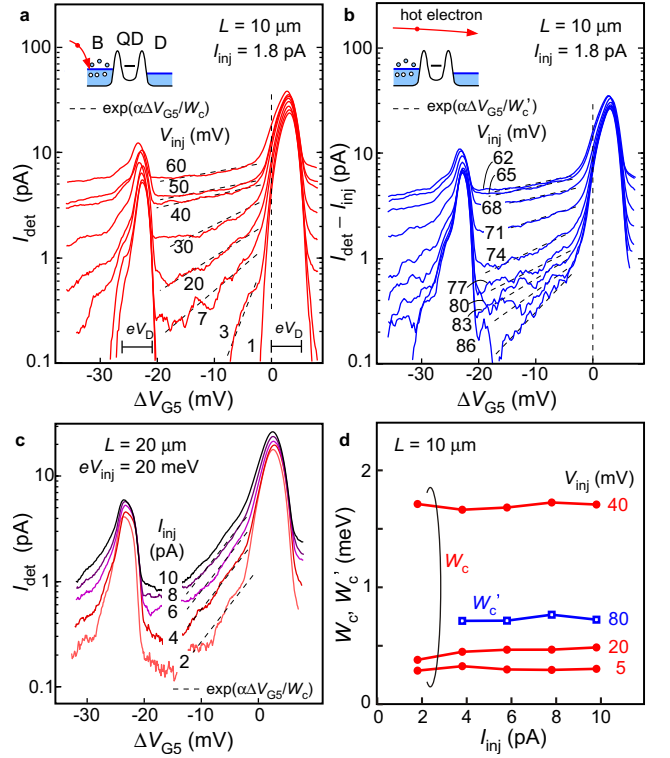 a
L = 10 µm
I_inj = 1.8 pA
B QD D
exp(αΔV_G5/W_c)
V_inj (mV)
60
50
40
30
20
7
3
1
eV_D
eV_D
100
10
1
0.1
I_det (pA)
-30 -20 -10 0
ΔV_G5 (mV)
b
hot electron
L = 10 µm
I_inj = 1.8 pA
exp(αΔV_G5/W_c')
V_inj (mV)
62
65
68
71
74
77
80
83
86
100
10
1
0.1
I_det − I_inj (pA)
-30 -20 -10 0
ΔV_G5 (mV)
c
L = 20 µm
eV_inj = 20 meV
I_inj
(pA)
10
8
6
4
2
exp(αΔV_G5/W_c)
10
1
0.1
I_det (pA)
-30 -20 -10 0
ΔV_G5 (mV)
d
L = 10 µm
V_inj (mV)
40
W_c
W_c'
80
20
5
2
1
0
W_c, W_c' (meV)
0 2 4 6 8 10
I_inj (pA)